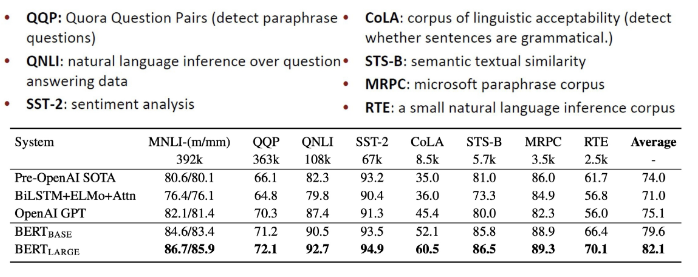 • QQP: Quora Question Pairs (detect paraphrase questions)
• QNLI: natural language inference over question answering data
• SST-2: sentiment analysis
• CoLA: corpus of linguistic acceptability (detect whether sentences are grammatical.)
• STS-B: semantic textual similarity
• MRPC: microsoft paraphrase corpus
• RTE: a small natural language inference corpus
System MNLI-(m/mm) QQP QNLI SST-2 CoLA STS-B MRPC RTE Average
392k 363k 108k 67k 8.5k 5.7k 3.5k 2.5k -
Pre-OpenAI SOTA 80.6/80.1 66.1 82.3 93.2 35.0 81.0 86.0 61.7 74.0
BiLSTM+ELMo+Attn 76.4/76.1 64.8 79.8 90.4 36.0 73.3 84.9 56.8 71.0
OpenAI GPT 82.1/81.4 70.3 87.4 91.3 45.4 80.0 82.3 56.0 75.1
BERTBASE 84.6/83.4 71.2 90.5 93.5 52.1 85.8 88.9 66.4 79.6
BERTLARGE 86.7/85.9 72.1 92.7 94.9 60.5 86.5 89.3 70.1 82.1